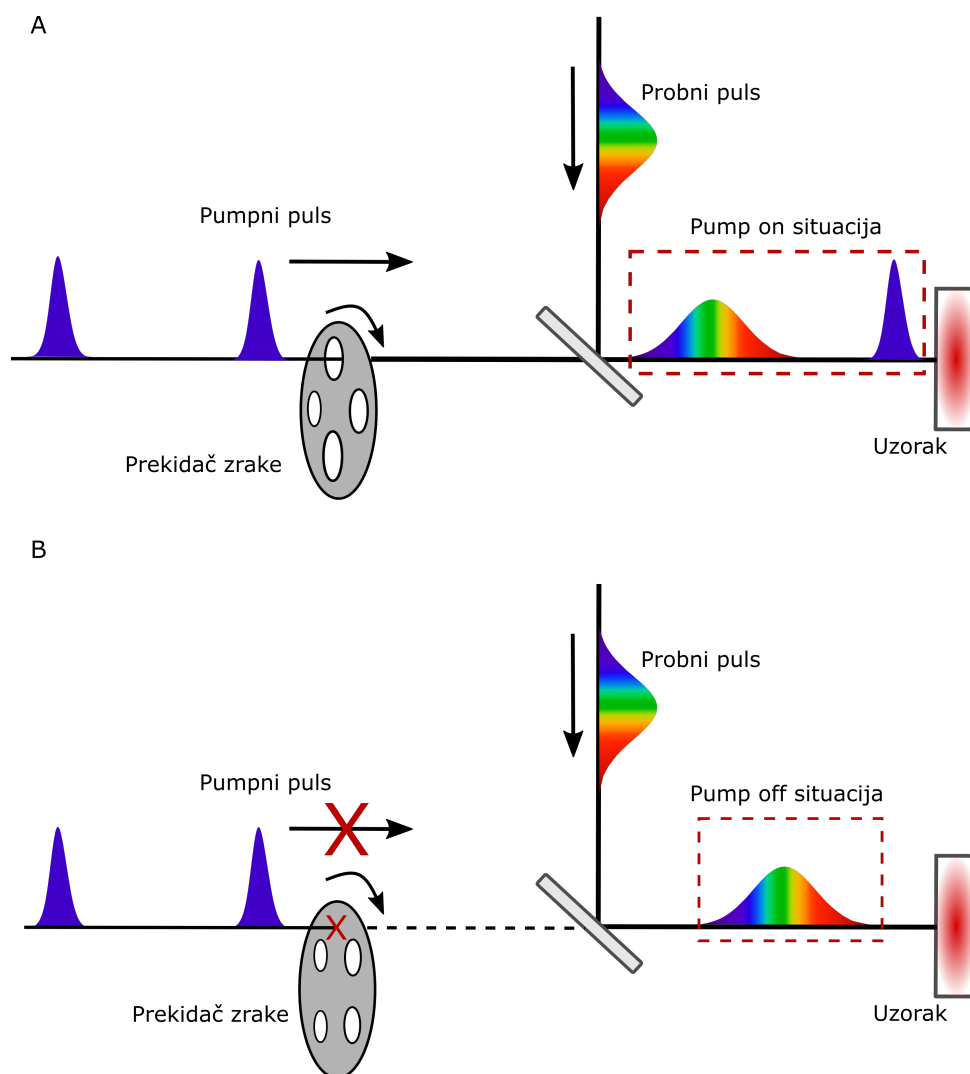 A
Probni puls
Pumpni puls
Pump on situacija
Prekidač zrake
Uzorak
B
Probni puls
Pumpni puls
X
Pump off situacija
X
Prekidač zrake
Uzorak